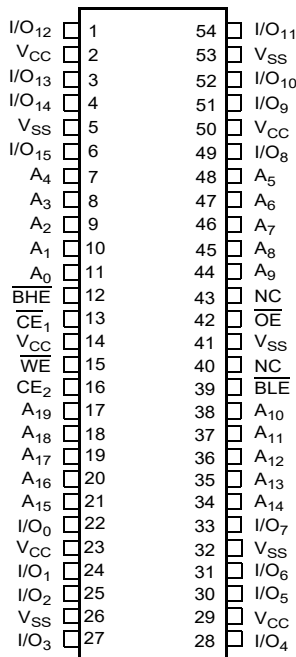 I/O12 1 54 I/O11
VCC 2 53 VSS
I/O13 3 52 I/O10
I/O14 4 51 I/O9
VSS 5 50 VCC
I/O15 6 49 I/O8
A4 7 48 A5
A3 8 47 A6
A2 9 46 A7
A1 10 45 A8
A0 11 44 A9
B̅H̅E̅ 12 43 NC
C̅E̅1 13 42 O̅E̅
VCC 14 41 VSS
W̅E̅ 15 40 NC
CE2 16 39 B̅L̅E̅
A19 17 38 A10
A18 18 37 A11
A17 19 36 A12
A16 20 35 A13
A15 21 34 A14
I/O0 22 33 I/O7
VCC 23 32 VSS
I/O1 24 31 I/O6
I/O2 25 30 I/O5
VSS 26 29 VCC
I/O3 27 28 I/O4